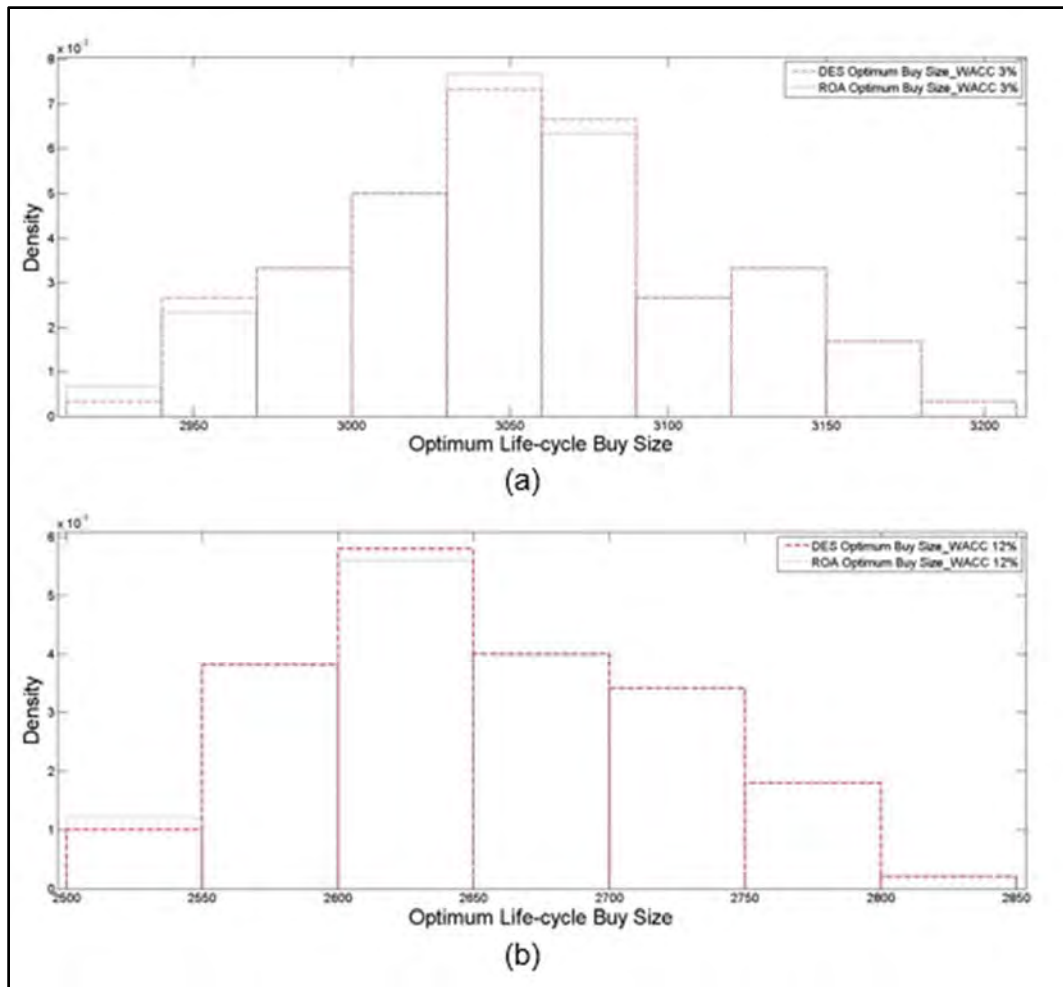 × 10⁻³
8
7
6
5
4
3
2
1
0
Density
DES Optimum Buy Size_WACC 3%
ROA Optimum Buy Size_WACC 3%
2950 3000 3050 3100 3150 3200
Optimum Life-cycle Buy Size
(a)
× 10⁻³
6
5
4
3
2
1
0
Density
DES Optimum Buy Size_WACC 12%
ROA Optimum Buy Size_WACC 12%
2500 2550 2600 2650 2700 2750 2800 2850
Optimum Life-cycle Buy Size
(b)